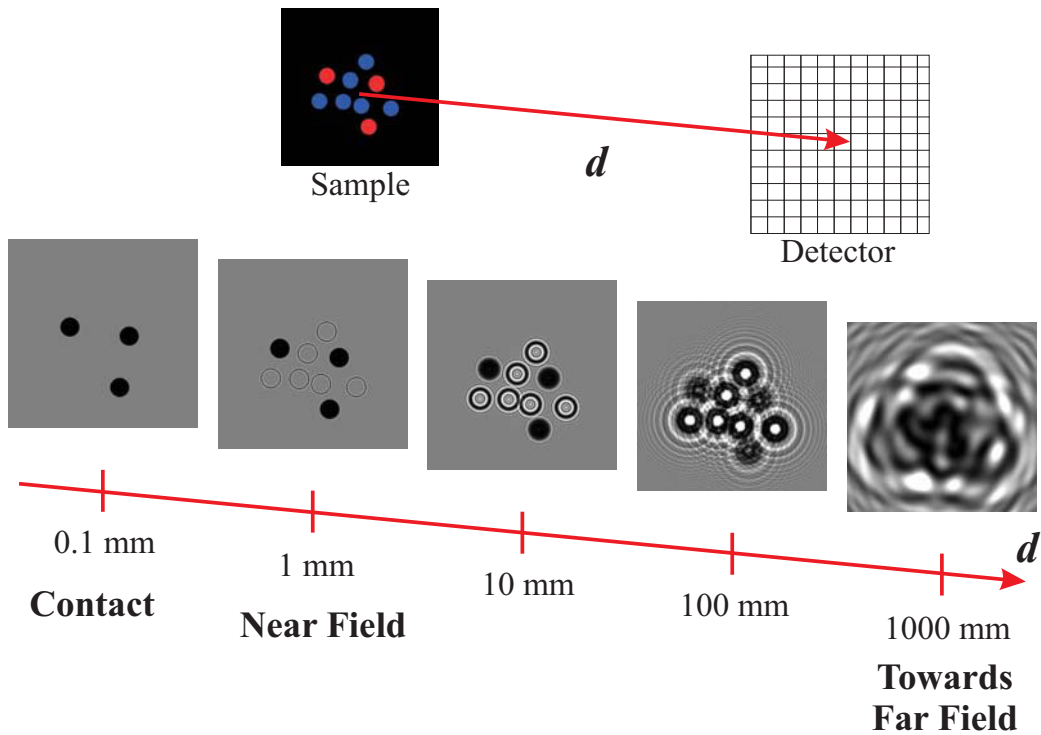 Sample
d
Detector
0.1 mm
1 mm
10 mm
100 mm
1000 mm
d
Contact
Near Field
Towards
Far Field